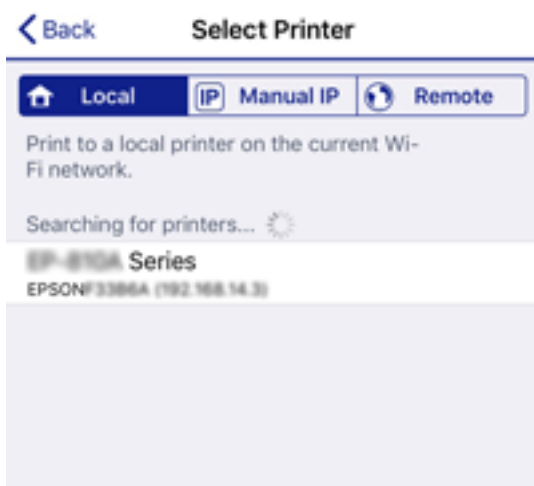 Back
Select Printer
Local
IP Manual IP
Remote
Print to a local printer on the current Wi-
Fi network.
Searching for printers...
Series
EPSON